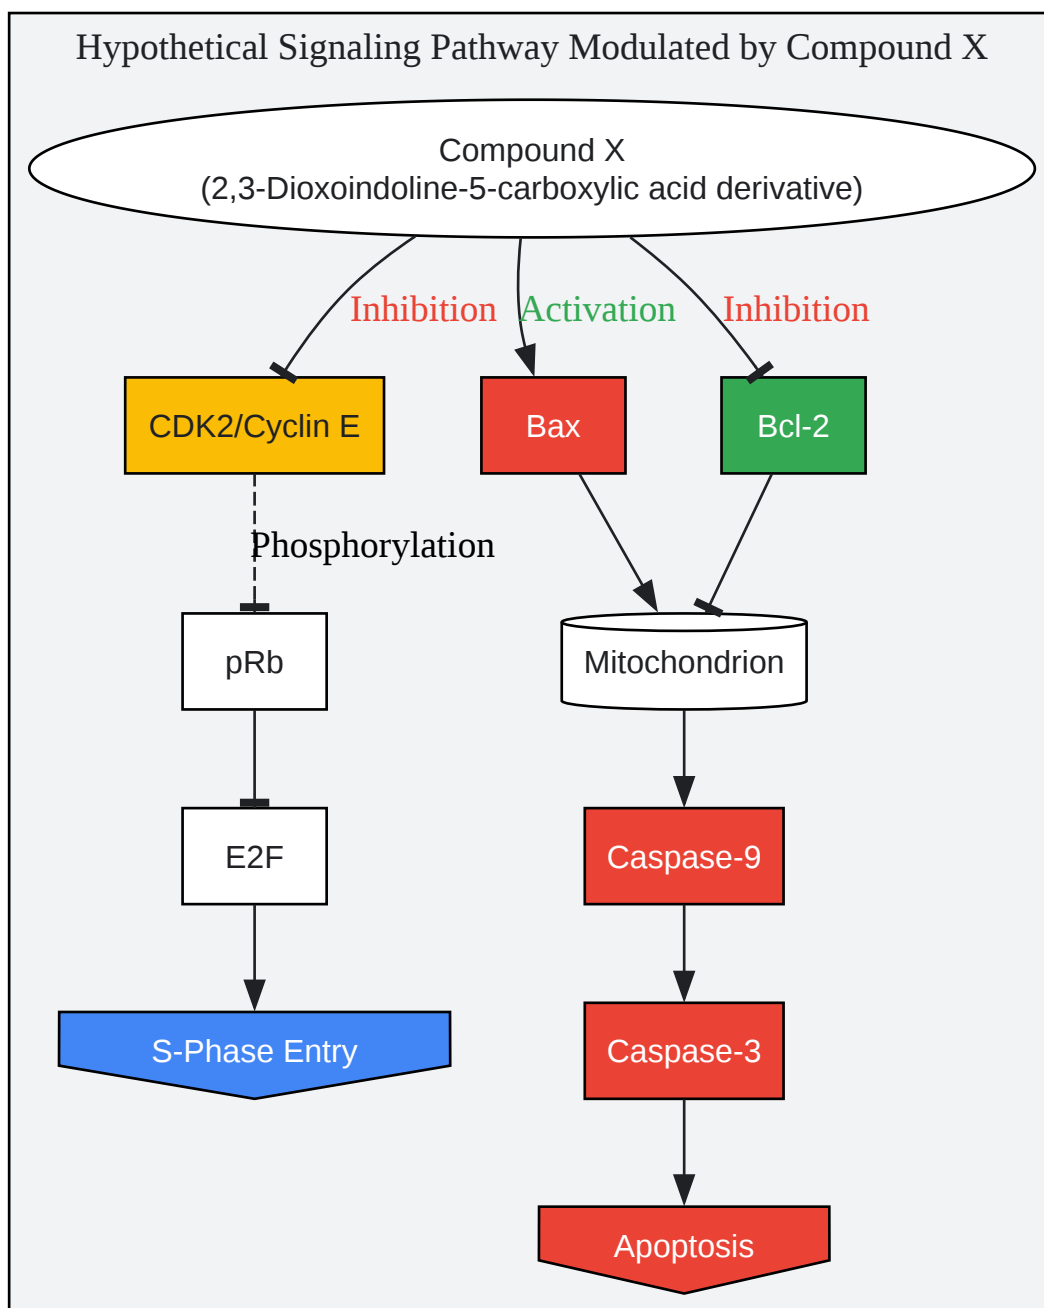 Hypothetical Signaling Pathway Modulated by Compound X
Compound X
(2,3-Dioxoindoline-5-carboxylic acid derivative)
Inhibition
Activation
Inhibition
CDK2/Cyclin E
Bax
Bcl-2
Phosphorylation
pRb
Mitochondrion
E2F
Caspase-9
S-Phase Entry
Caspase-3
Apoptosis